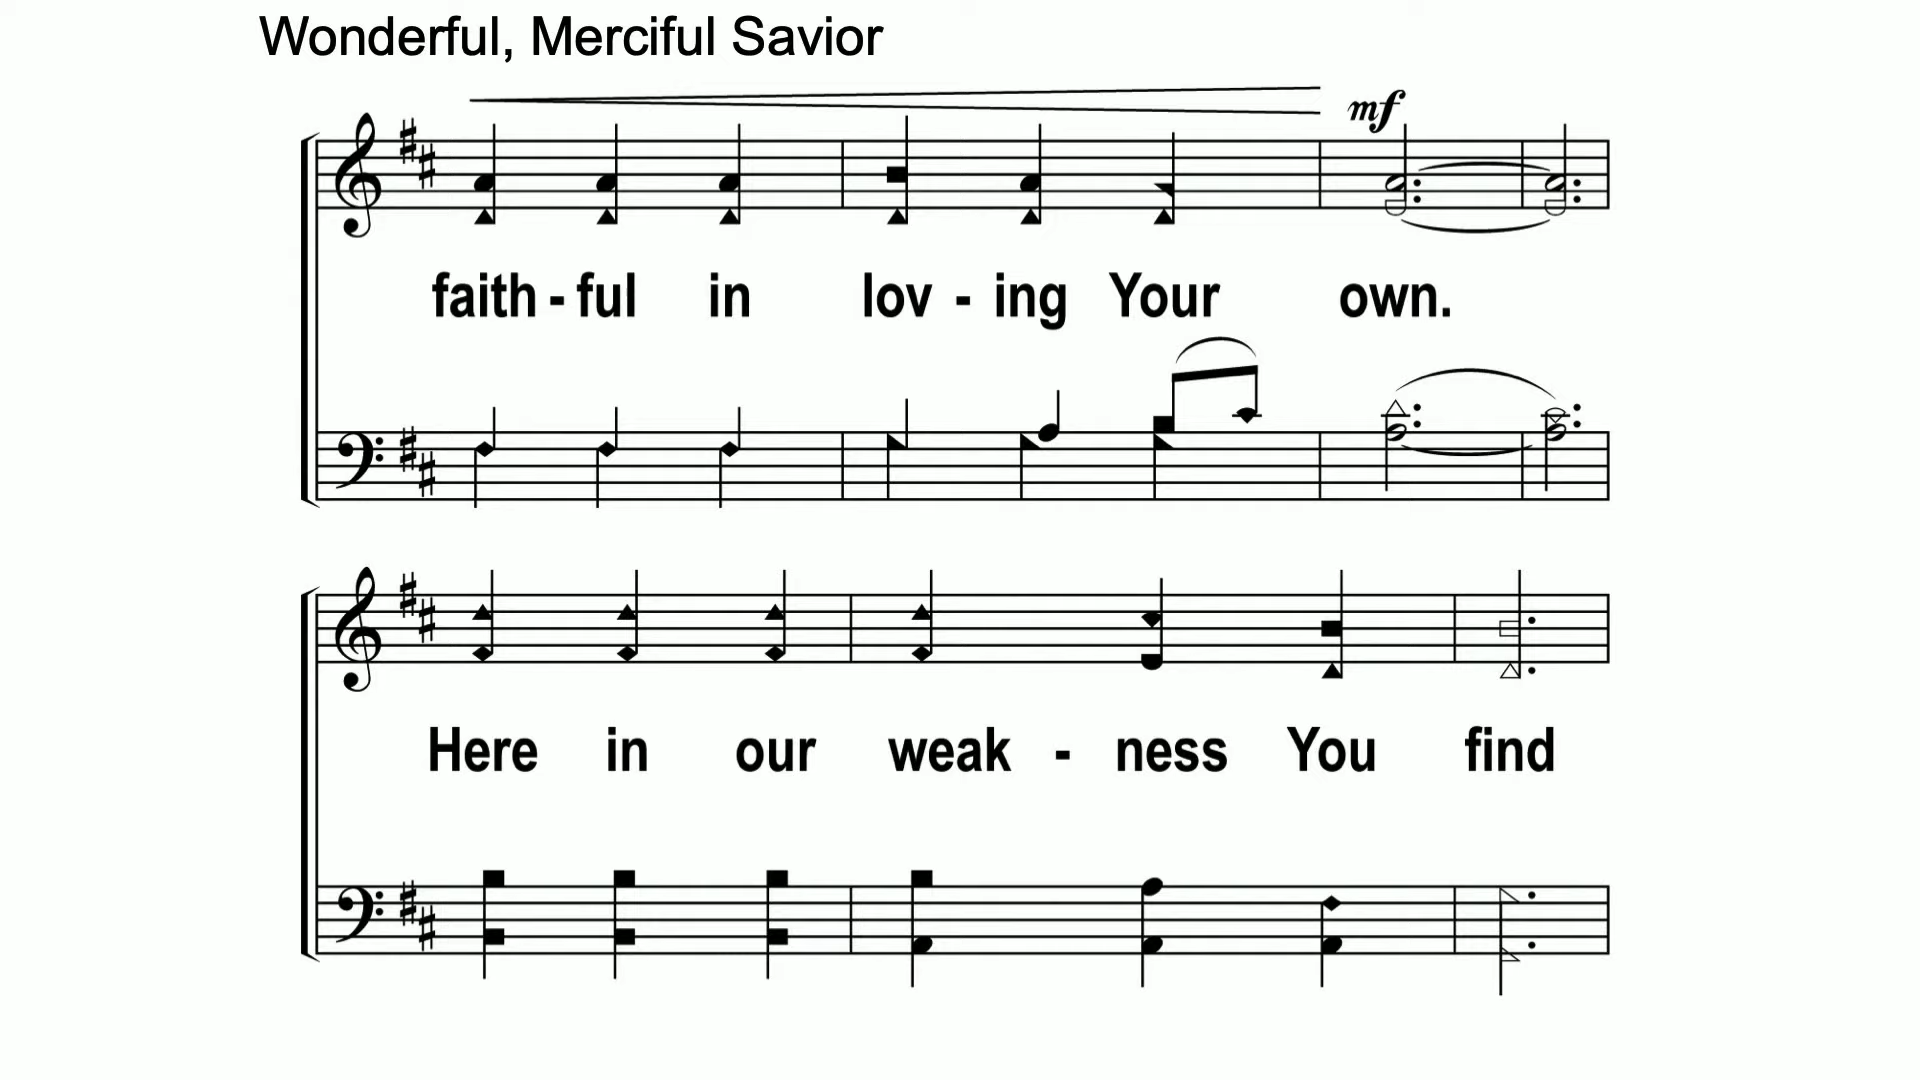 Wonderful, Merciful Savior
mf
faith - ful in lov - ing Your own.
Here in our weak - ness You find